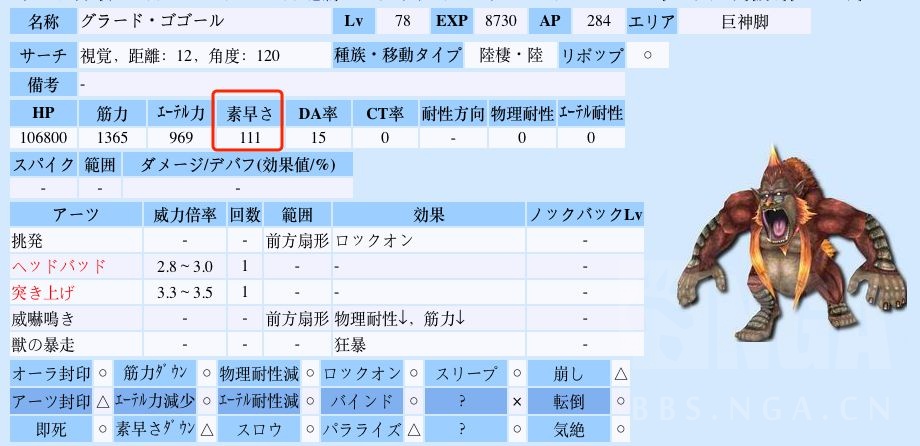 名称 グラード・ゴゴール Lv 78 EXP 8730 AP 284 エリア 巨神脚
サーチ 視覚，距離：12，角度：120 種族・移動タイプ 陸棲・陸 リポップ ○
備考 -
HP 筋力 エーテル力 素早さ DA率 CT率 耐性方向 物理耐性 エーテル耐性
106800 1365 969 111 15 0 - 0 0
スパイク 範囲 ダメージ/デバフ(効果値/%)
- - -
アーツ 威力倍率 回数 範囲 効果 ノックバックLv
挑発 - - 前方扇形 ロックオン -
ヘッドバッド 2.8～3.0 1 - - -
突き上げ 3.3～3.5 1 - - -
威嚇鳴き - - 前方扇形 物理耐性↓，筋力↓ -
獣の暴走 - - 狂暴 -
オーラ封印 ○ 筋力ダウン ○ 物理耐性減 ○ ロックオン ○ スリープ ○ 崩し △
アーツ封印 △ エーテル力減少 ○ エーテル耐性減 ○ バインド ○ ? × 転倒 ○
即死 ○ 素早さダウン △ スロウ ○ パラライズ △ ? ○ 気絶 ○
NGA
BBS.NGA.CN